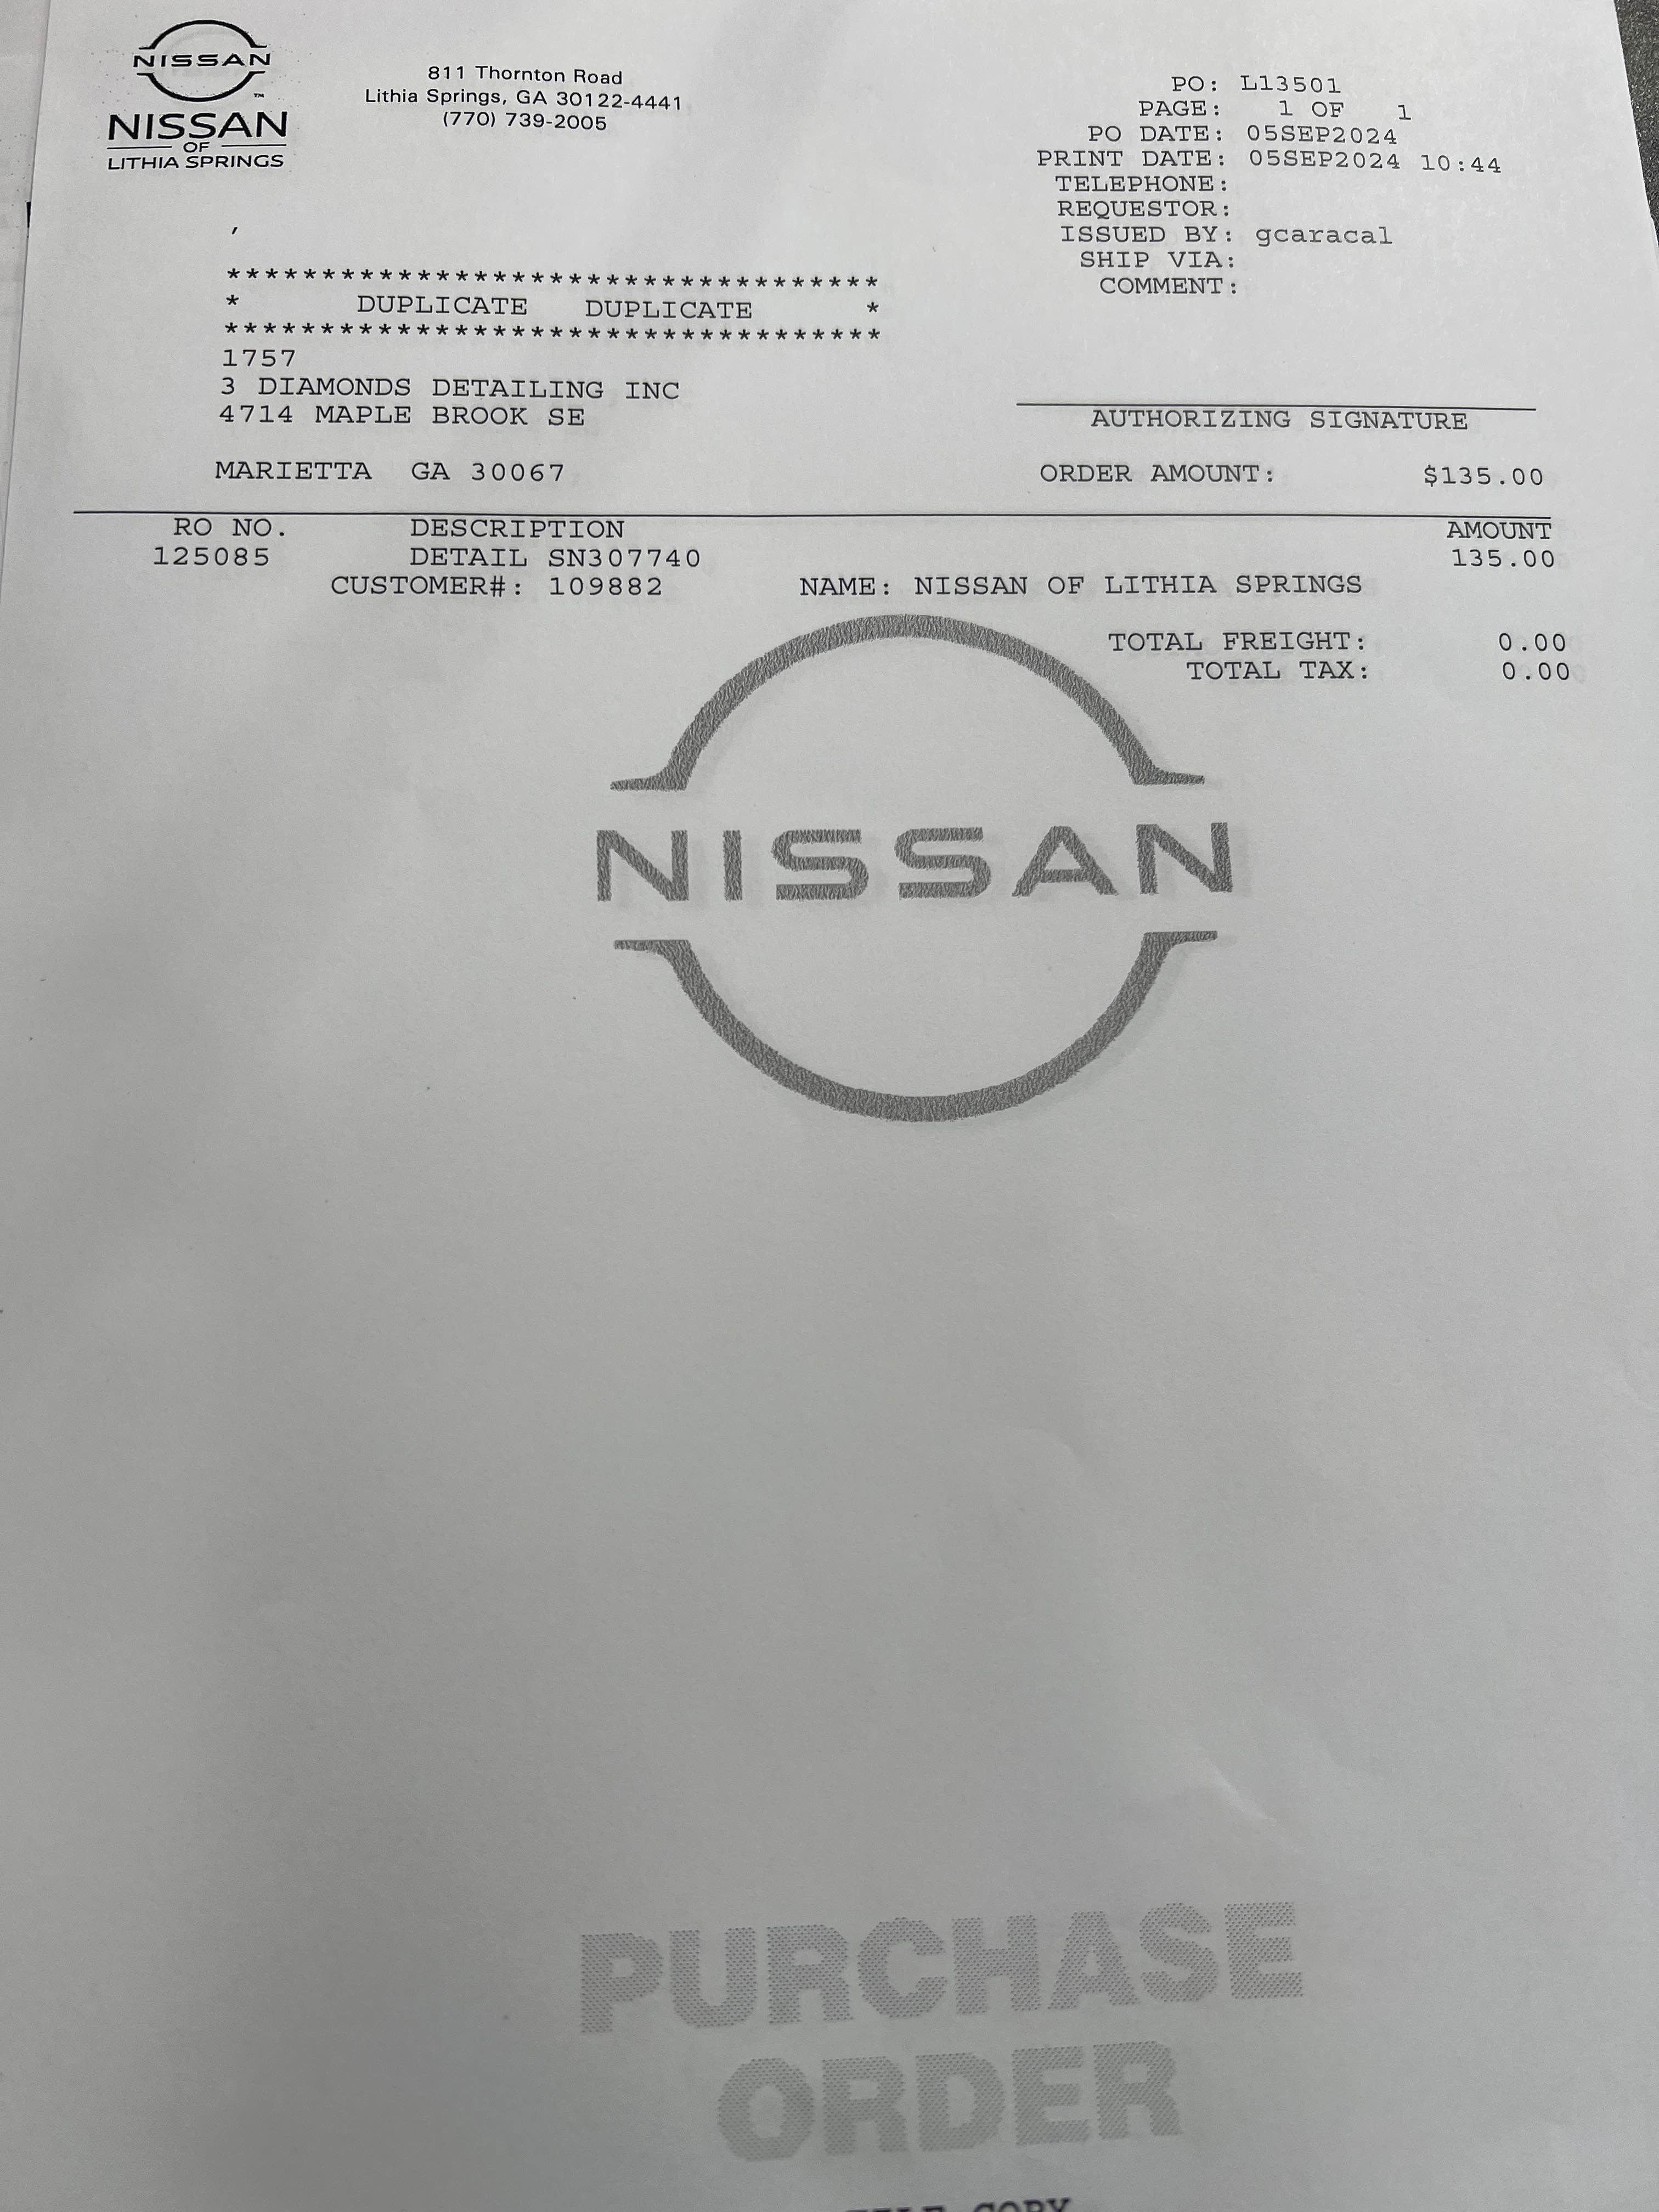 NISSAN
NISSAN
OF
LITHIA SPRINGS
811 Thornton Road
Lithia Springs, GA 30122-4441
(770) 739-2005
PO: L13501
PAGE: 1 OF 1
PO DATE: 05SEP2024
PRINT DATE: 05SEP2024 10:44
TELEPHONE:
REQUESTOR:
ISSUED BY: gcaracal
SHIP VIA:
COMMENT:
,
***********************************
* DUPLICATE DUPLICATE *
***********************************
1757
3 DIAMONDS DETAILING INC
4714 MAPLE BROOK SE
MARIETTA GA 30067
AUTHORIZING SIGNATURE
ORDER AMOUNT: $135.00
RO NO. DESCRIPTION AMOUNT
125085 DETAIL SN307740 135.00
CUSTOMER#: 109882 NAME: NISSAN OF LITHIA SPRINGS
TOTAL FREIGHT: 0.00
TOTAL TAX: 0.00
NISSAN
PURCHASE
ORDER
COPY